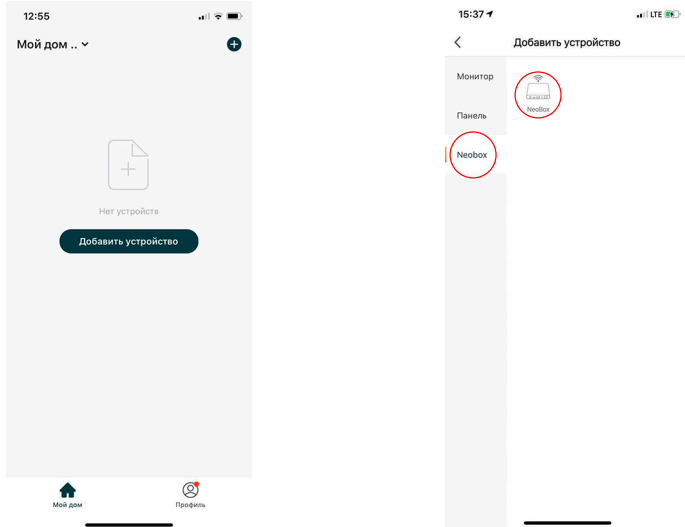 12:55
Мой дом ..
Нет устройств
Добавить устройство
Мой дом
Профиль
15:37
LTE
Добавить устройство
Монитор
Панель
Neobox
NeoBox